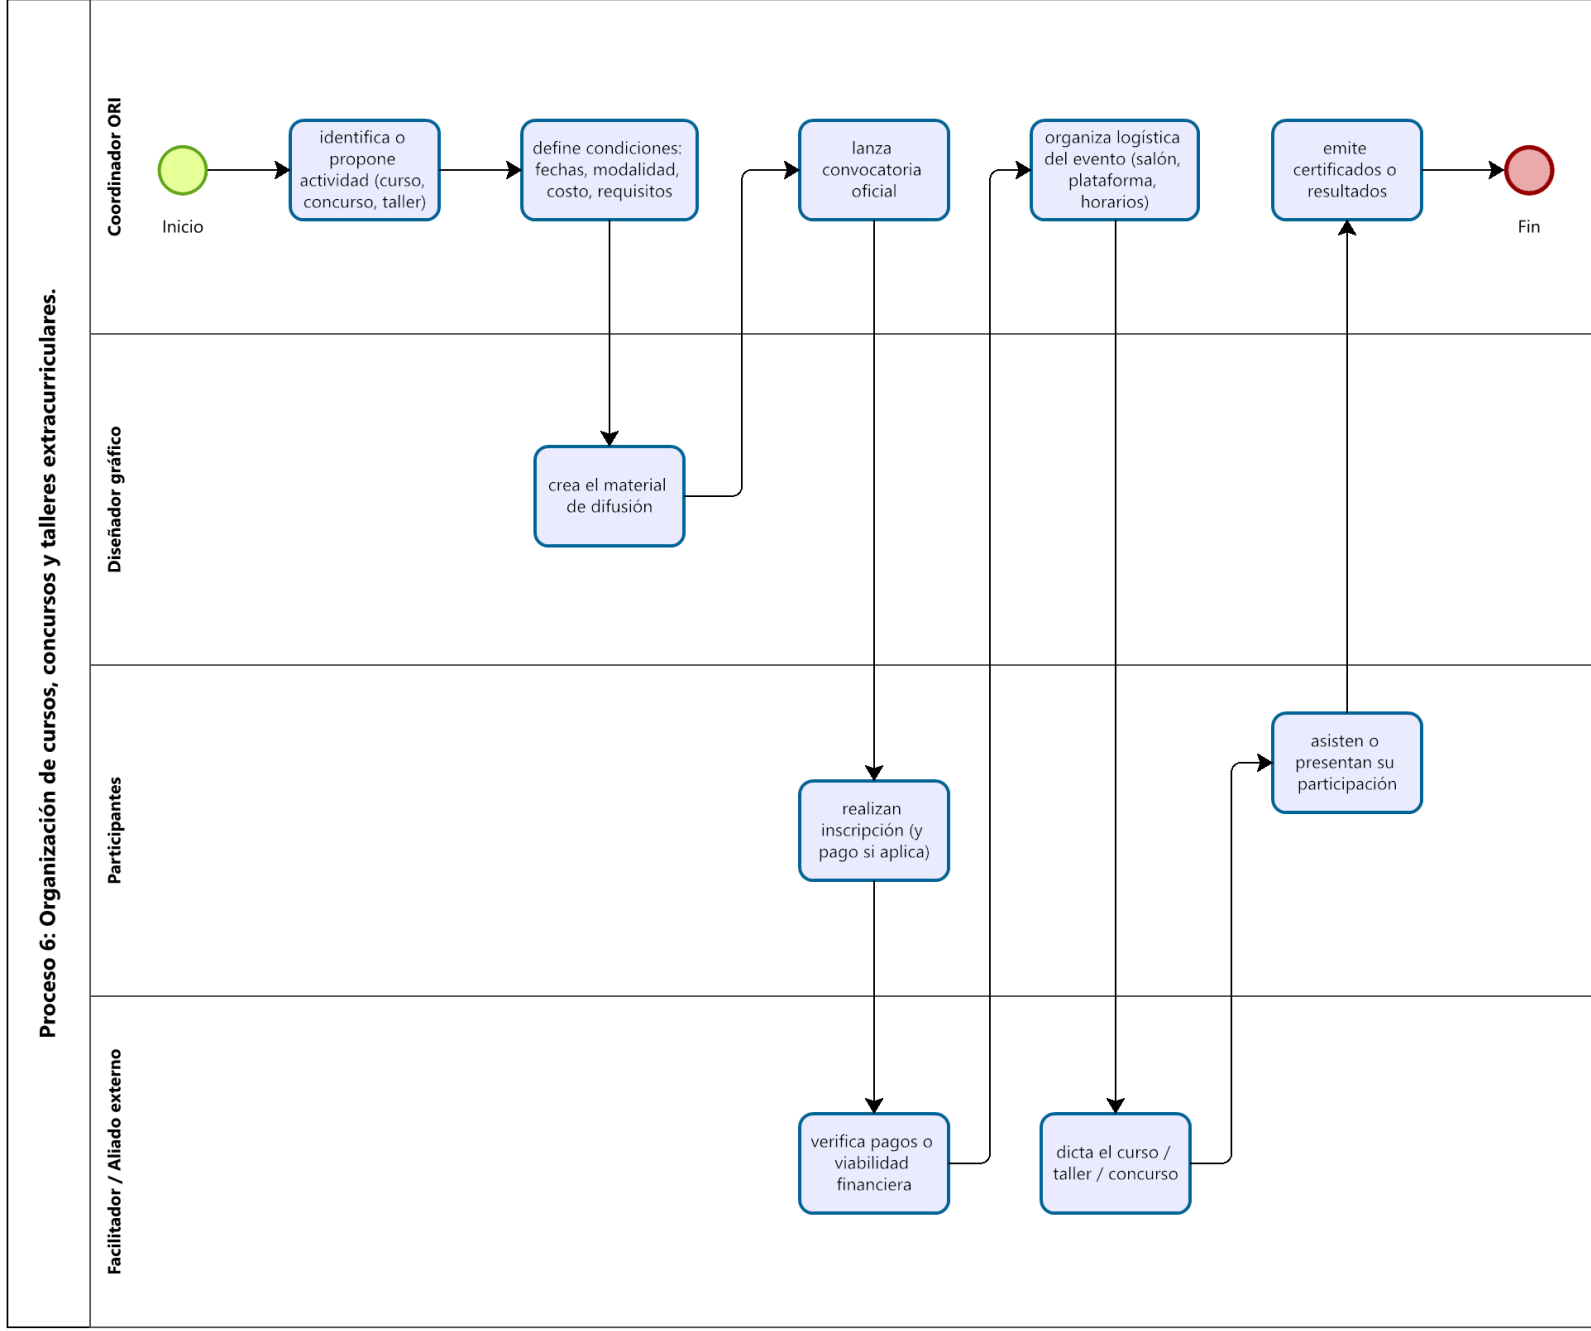 Proceso 6: Organización de cursos, concursos y talleres extracurriculares.
Coordinador ORI
Inicio
identifica o
propone
actividad (curso,
concurso, taller)
define condiciones:
fechas, modalidad,
costo, requisitos
lanza
convocatoria
oficial
organiza logística
del evento (salón,
plataforma,
horarios)
emite
certificados o
resultados
Fin
Diseñador gráfico
crea el material
de difusión
Participantes
realizan
inscripción (y
pago si aplica)
asisten o
presentan su
participación
Facilitador / Aliado externo
verifica pagos o
viabilidad
financiera
dicta el curso /
taller / concurso